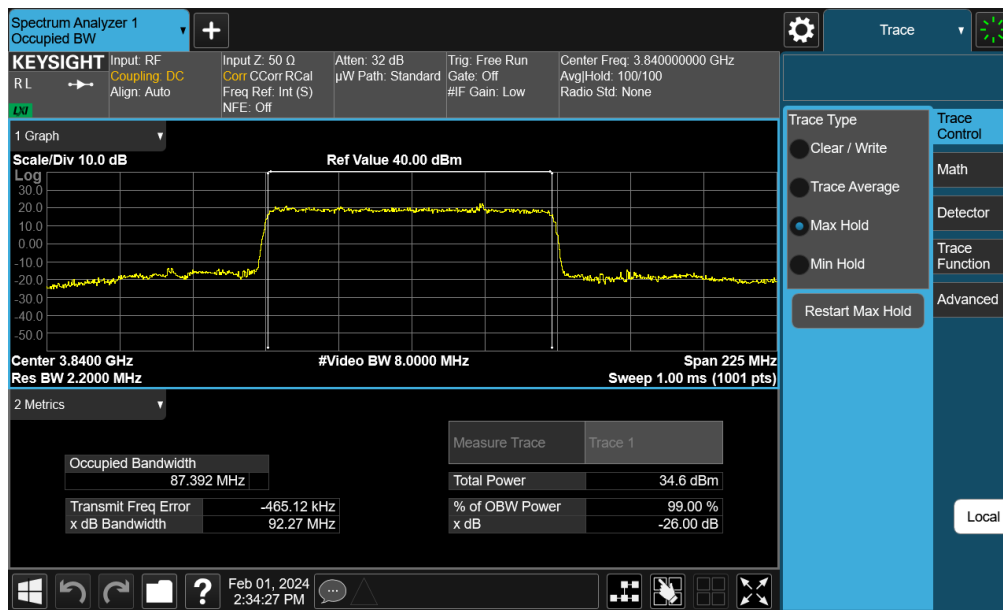 Spectrum Analyzer 1
Occupied BW
Trace
KEYSIGHT
R L
LXI
Input: RF
Coupling: DC
Align: Auto
Input Z: 50 Ω
Corr CCorr RCal
Freq Ref: Int (S)
NFE: Off
Atten: 32 dB
µW Path: Standard
Trig: Free Run
Gate: Off
#IF Gain: Low
Center Freq: 3.840000000 GHz
Avg|Hold: 100/100
Radio Std: None
1 Graph
Scale/Div 10.0 dB
Ref Value 40.00 dBm
Log
30.0
20.0
10.0
0.00
-10.0
-20.0
-30.0
-40.0
-50.0
Center 3.8400 GHz
#Video BW 8.0000 MHz
Span 225 MHz
Res BW 2.2000 MHz
Sweep 1.00 ms (1001 pts)
2 Metrics
Measure Trace
Trace 1
Occupied Bandwidth
87.392 MHz
Total Power
34.6 dBm
Transmit Freq Error
-465.12 kHz
% of OBW Power
99.00 %
x dB Bandwidth
92.27 MHz
x dB
-26.00 dB
Trace Type
Clear / Write
Trace Average
Max Hold
Min Hold
Restart Max Hold
Trace
Control
Math
Detector
Trace
Function
Advanced
Local
?
Feb 01, 2024
2:34:27 PM